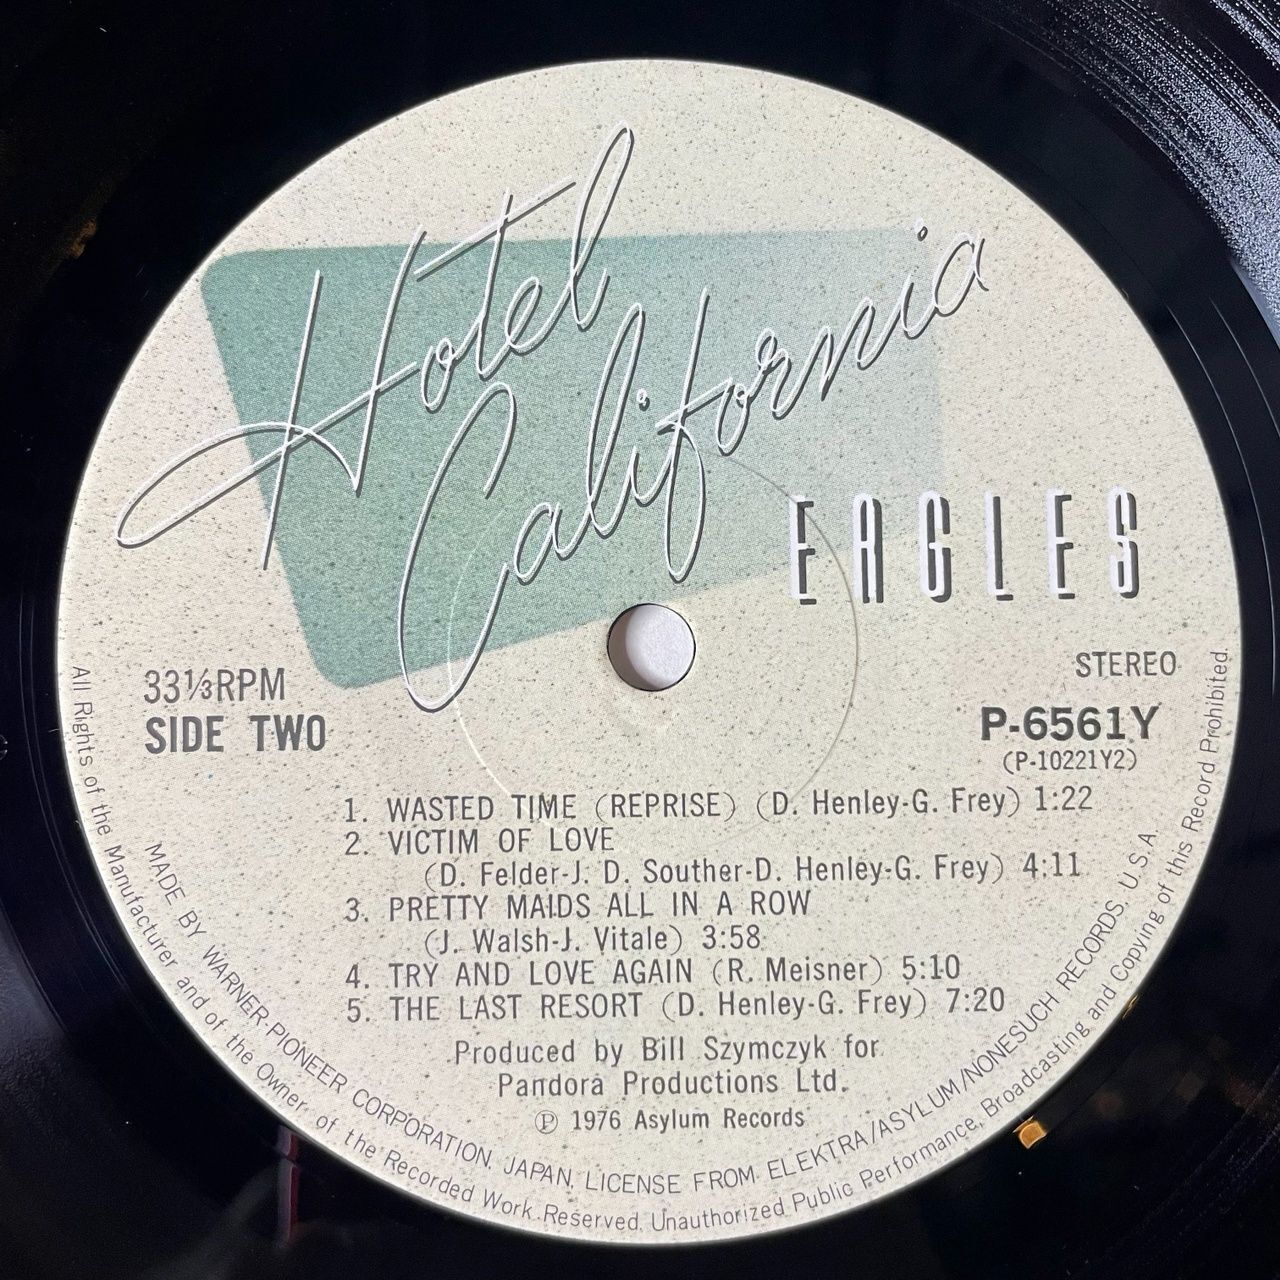 Hotel
California
EAGLES
33⅓RPM
SIDE TWO
STEREO
P-6561Y
(P-10221Y2)
1. WASTED TIME (REPRISE) (D. Henley-G. Frey) 1:22
2. VICTIM OF LOVE
(D. Felder-J. D. Souther-D. Henley-G. Frey) 4:11
3. PRETTY MAIDS ALL IN A ROW
(J. Walsh-J. Vitale) 3:58
4. TRY AND LOVE AGAIN (R. Meisner) 5:10
5. THE LAST RESORT (D. Henley-G. Frey) 7:20
Produced by Bill Szymczyk for
Pandora Productions Ltd.
Ⓟ 1976 Asylum Records
MADE BY WARNER-PIONEER CORPORATION, JAPAN, LICENSE FROM ELEKTRA/ASYLUM/NONESUCH RECORDS, U.S.A.
All Rights of the Manufacturer and of the Owner of the Recorded Work Reserved. Unauthorized Public Performance, Broadcasting and Copying of this Record Prohibited.